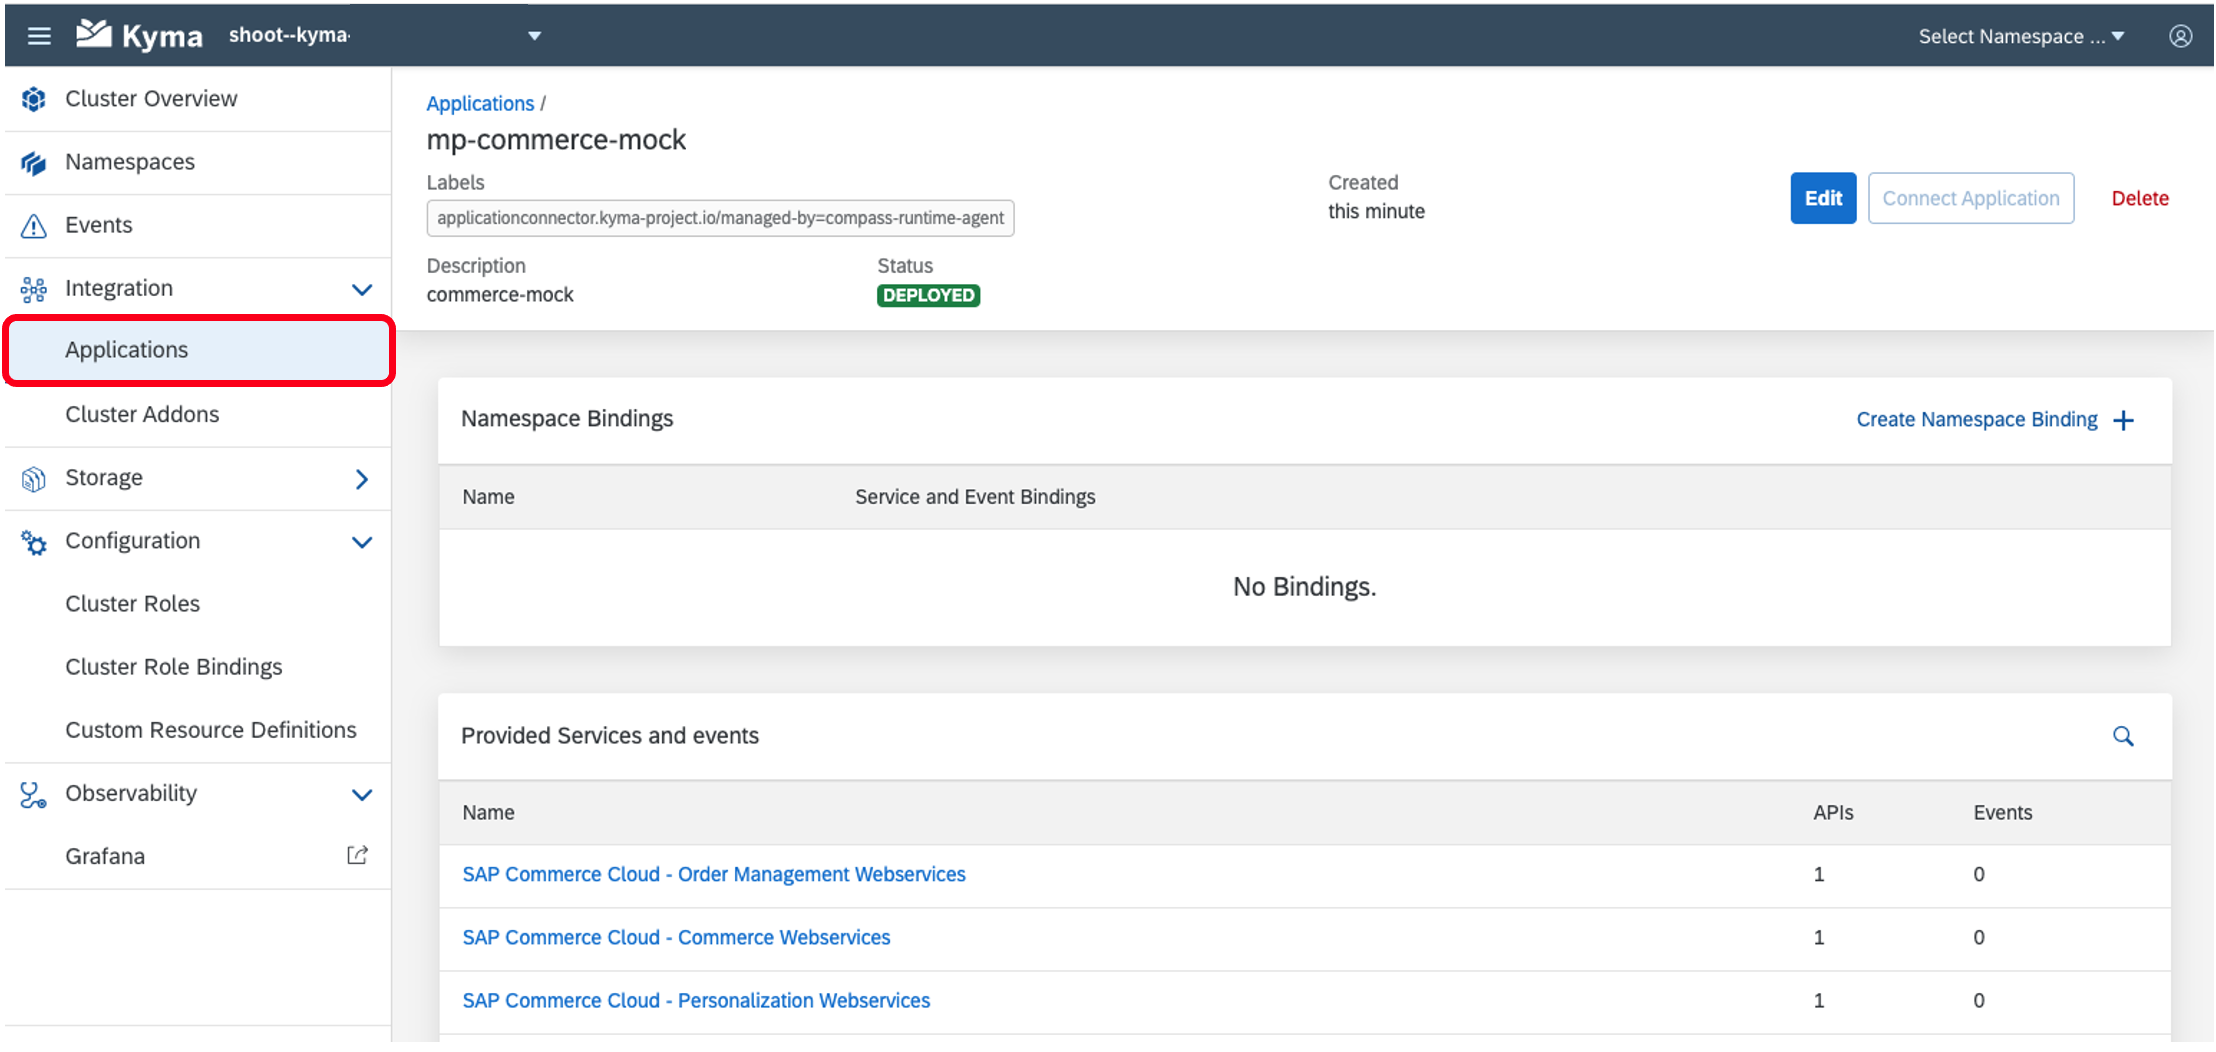 Kyma shoot--kyma- Select Namespace ...
Cluster Overview
Namespaces
Events
Integration
Applications
Cluster Addons
Storage
Configuration
Cluster Roles
Cluster Role Bindings
Custom Resource Definitions
Observability
Grafana
Applications /
mp-commerce-mock
Labels
applicationconnector.kyma-project.io/managed-by=compass-runtime-agent
Created
this minute
Edit Connect Application Delete
Description
commerce-mock
Status
DEPLOYED
Namespace Bindings Create Namespace Binding +
Name Service and Event Bindings
No Bindings.
Provided Services and events
Name APIs Events
SAP Commerce Cloud - Order Management Webservices 1 0
SAP Commerce Cloud - Commerce Webservices 1 0
SAP Commerce Cloud - Personalization Webservices 1 0